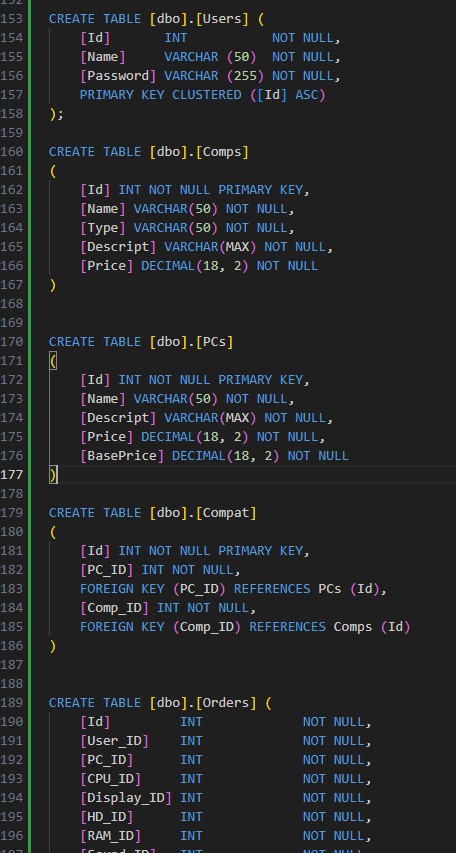 152
153 CREATE TABLE [dbo].[Users] (
154     [Id]       INT           NOT NULL,
155     [Name]     VARCHAR (50)  NOT NULL,
156     [Password] VARCHAR (255) NOT NULL,
157     PRIMARY KEY CLUSTERED ([Id] ASC)
158 );
159
160 CREATE TABLE [dbo].[Comps]
161 (
162     [Id] INT NOT NULL PRIMARY KEY,
163     [Name] VARCHAR(50) NOT NULL,
164     [Type] VARCHAR(50) NOT NULL,
165     [Descript] VARCHAR(MAX) NOT NULL,
166     [Price] DECIMAL(18, 2) NOT NULL
167 )
168
169
170 CREATE TABLE [dbo].[PCs]
171 (
172     [Id] INT NOT NULL PRIMARY KEY,
173     [Name] VARCHAR(50) NOT NULL,
174     [Descript] VARCHAR(MAX) NOT NULL,
175     [Price] DECIMAL(18, 2) NOT NULL,
176     [BasePrice] DECIMAL(18, 2) NOT NULL
177 )
178
179 CREATE TABLE [dbo].[Compat]
180 (
181     [Id] INT NOT NULL PRIMARY KEY,
182     [PC_ID] INT NOT NULL,
183     FOREIGN KEY (PC_ID) REFERENCES PCs (Id),
184     [Comp_ID] INT NOT NULL,
185     FOREIGN KEY (Comp_ID) REFERENCES Comps (Id)
186 )
187
188
189 CREATE TABLE [dbo].[Orders] (
190     [Id]         INT             NOT NULL,
191     [User_ID]    INT             NOT NULL,
192     [PC_ID]      INT             NOT NULL,
193     [CPU_ID]     INT             NOT NULL,
194     [Display_ID] INT             NOT NULL,
195     [HD_ID]      INT             NOT NULL,
196     [RAM_ID]     INT             NOT NULL,
197     [Sound_ID]   INT             NOT NULL,